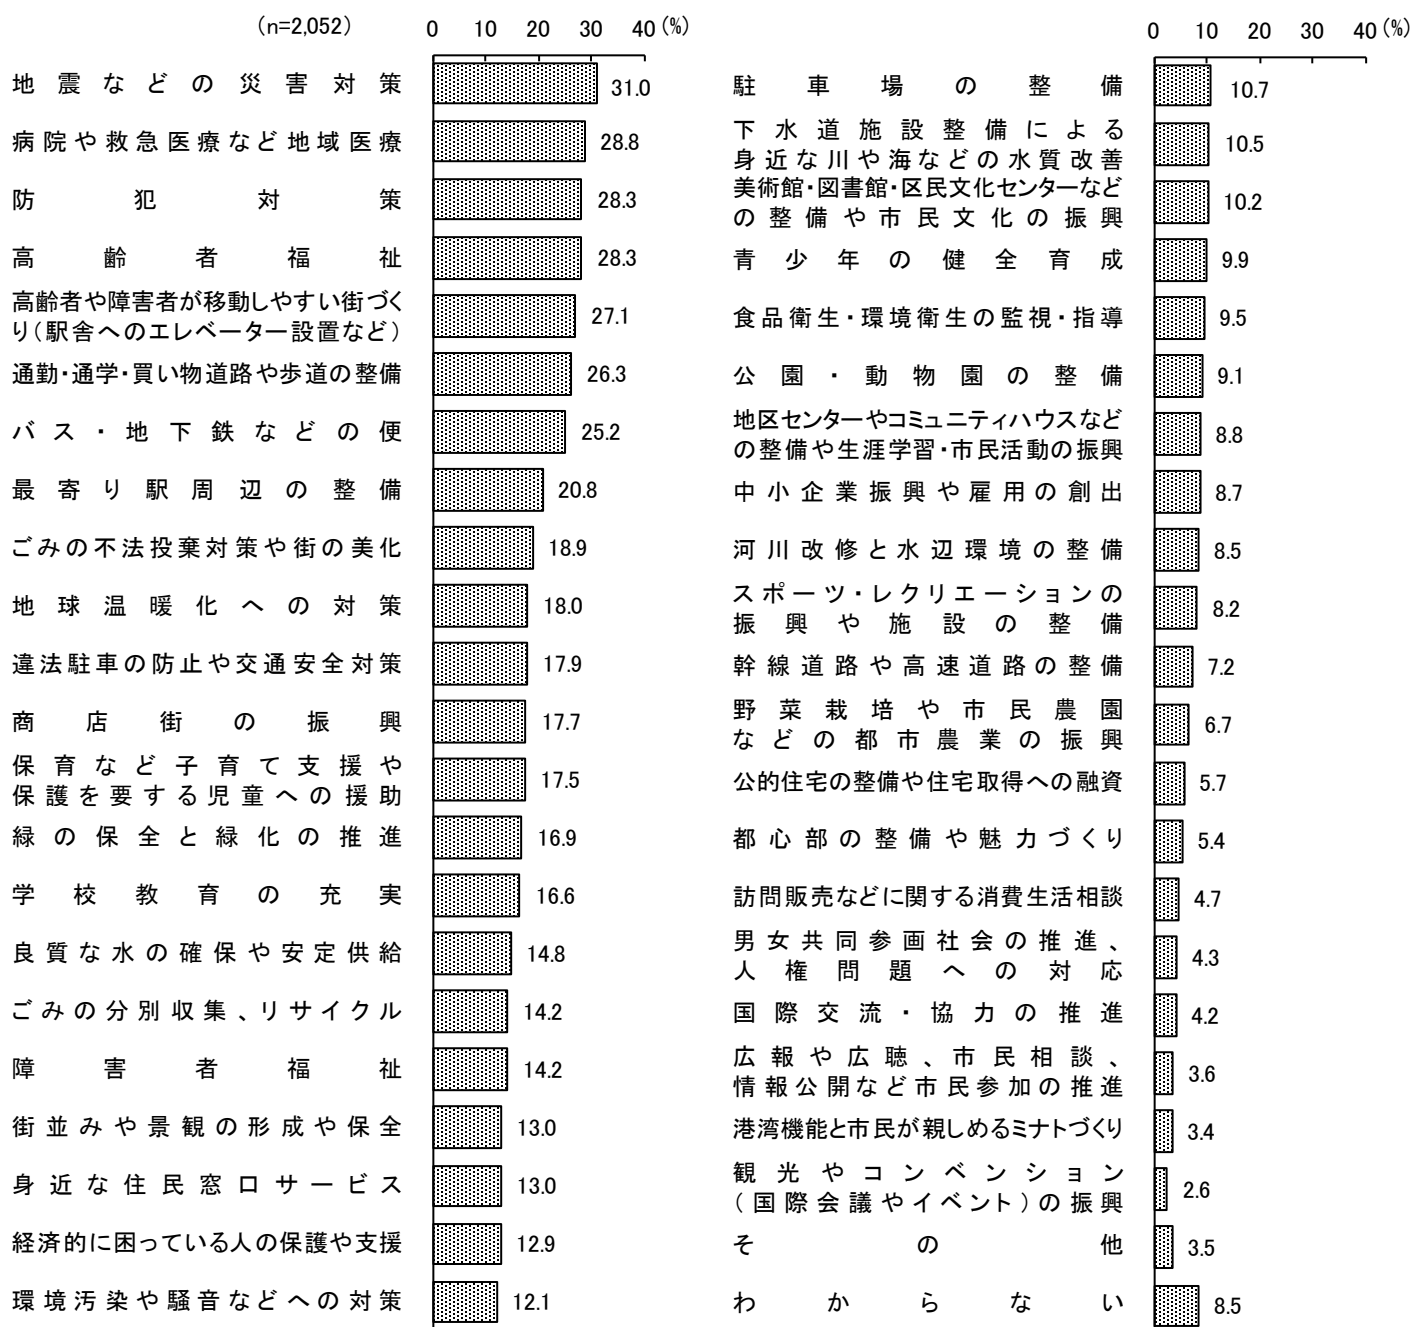 (n=2,052)
0 10 20 30 40 (%)
地震などの災害対策 31.0
病院や救急医療など地域医療 28.8
防犯対策 28.3
高齢者福祉 28.3
高齢者や障害者が移動しやすい街づく
り(駅舎へのエレベーター設置など) 27.1
通勤・通学・買い物道路や歩道の整備 26.3
バス・地下鉄などの便 25.2
最寄り駅周辺の整備 20.8
ごみの不法投棄対策や街の美化 18.9
地球温暖化への対策 18.0
違法駐車の防止や交通安全対策 17.9
商店街の振興 17.7
保育など子育て支援や
保護を要する児童への援助 17.5
緑の保全と緑化の推進 16.9
学校教育の充実 16.6
良質な水の確保や安定供給 14.8
ごみの分別収集、リサイクル 14.2
障害者福祉 14.2
街並みや景観の形成や保全 13.0
身近な住民窓口サービス 13.0
経済的に困っている人の保護や支援 12.9
環境汚染や騒音などへの対策 12.1
0 10 20 30 40 (%)
駐車場の整備 10.7
下水道施設整備による
身近な川や海などの水質改善 10.5
美術館・図書館・区民文化センターなど
の整備や市民文化の振興 10.2
青少年の健全育成 9.9
食品衛生・環境衛生の監視・指導 9.5
公園・動物園の整備 9.1
地区センターやコミュニティハウスなど
の整備や生涯学習・市民活動の振興 8.8
中小企業振興や雇用の創出 8.7
河川改修と水辺環境の整備 8.5
スポーツ・レクリエーションの
振興や施設の整備 8.2
幹線道路や高速道路の整備 7.2
野菜栽培や市民農園
などの都市農業の振興 6.7
公的住宅の整備や住宅取得への融資 5.7
都心部の整備や魅力づくり 5.4
訪問販売などに関する消費生活相談 4.7
男女共同参画社会の推進、
人権問題への対応 4.3
国際交流・協力の推進 4.2
広報や広聴、市民相談、
情報公開など市民参加の推進 3.6
港湾機能と市民が親しめるミナトづくり 3.4
観光やコンベンション
(国際会議やイベント)の振興 2.6
その他 3.5
わからない 8.5